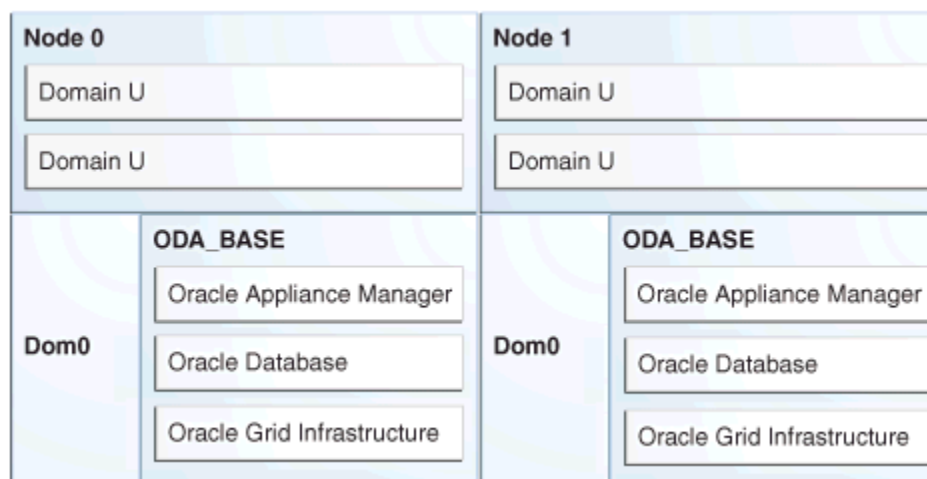 Node 0
Domain U
Domain U
Dom0
ODA_BASE
Oracle Appliance Manager
Oracle Database
Oracle Grid Infrastructure
Node 1
Domain U
Domain U
Dom0
ODA_BASE
Oracle Appliance Manager
Oracle Database
Oracle Grid Infrastructure